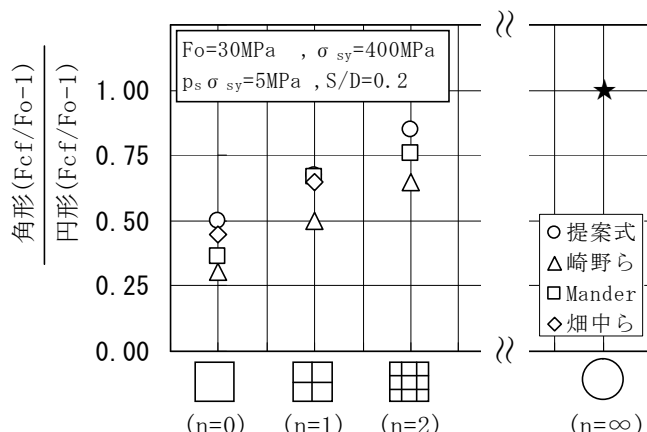 Fo=30MPa , σsy=400MPa
psσsy=5MPa ,S/D=0.2
角形(Fcf/Fo-1)
円形(Fcf/Fo-1)
1.00
0.75
0.50
0.25
0.00
提案式
崎野ら
Mander
畑中ら
(n=0) (n=1) (n=2) (n=∞)